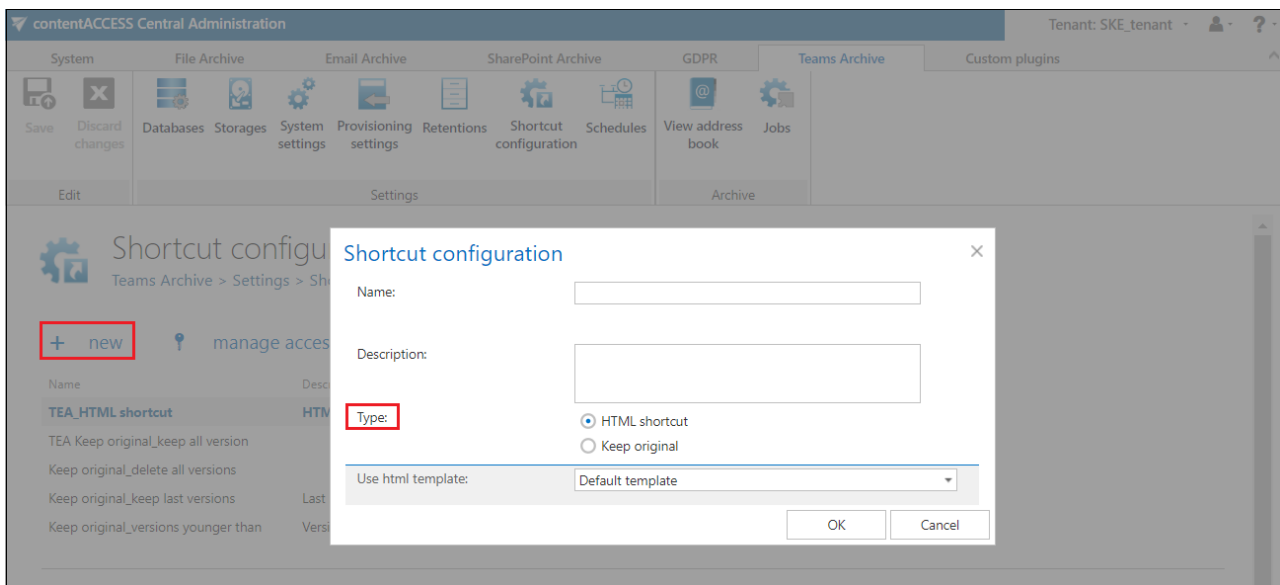 contentACCESS Central Administration
Tenant: SKE_tenant
?
System File Archive Email Archive SharePoint Archive GDPR Teams Archive Custom plugins
Save Discard changes Databases Storages System settings Provisioning settings Retentions Shortcut configuration Schedules View address book Jobs
Edit Settings Archive
Shortcut configu
Teams Archive > Settings > Sh
+ new manage acces
Name Desc
TEA_HTML shortcut HTM
TEA Keep original_keep all version
Keep original_delete all versions
Keep original_keep last versions Last
Keep original_versions younger than Versi
Shortcut configuration
Name:
Description:
Type:
HTML shortcut
Keep original
Use html template: Default template
OK Cancel